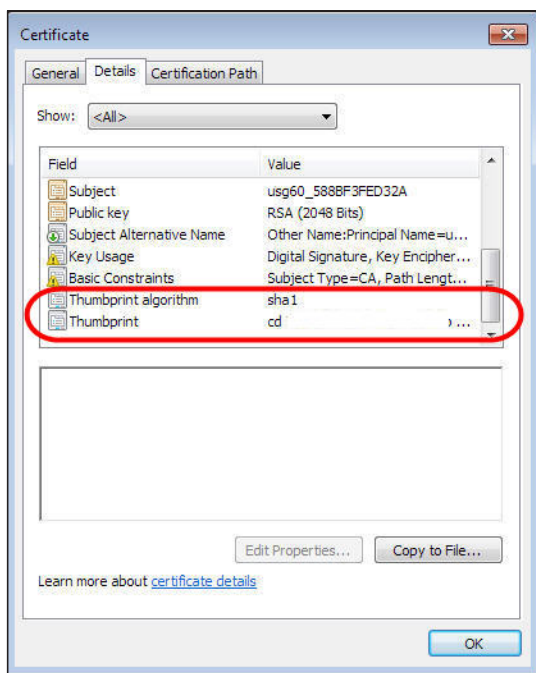 Certificate
General Details Certification Path
Show: <All>
Field Value
Subject usg60_588BF3FED32A
Public key RSA (2048 Bits)
Subject Alternative Name Other Name:Principal Name=u...
Key Usage Digital Signature, Key Encipher...
Basic Constraints Subject Type=CA, Path Lengt...
Thumbprint algorithm sha1
Thumbprint cd ...
Edit Properties... Copy to File...
Learn more about certificate details
OK